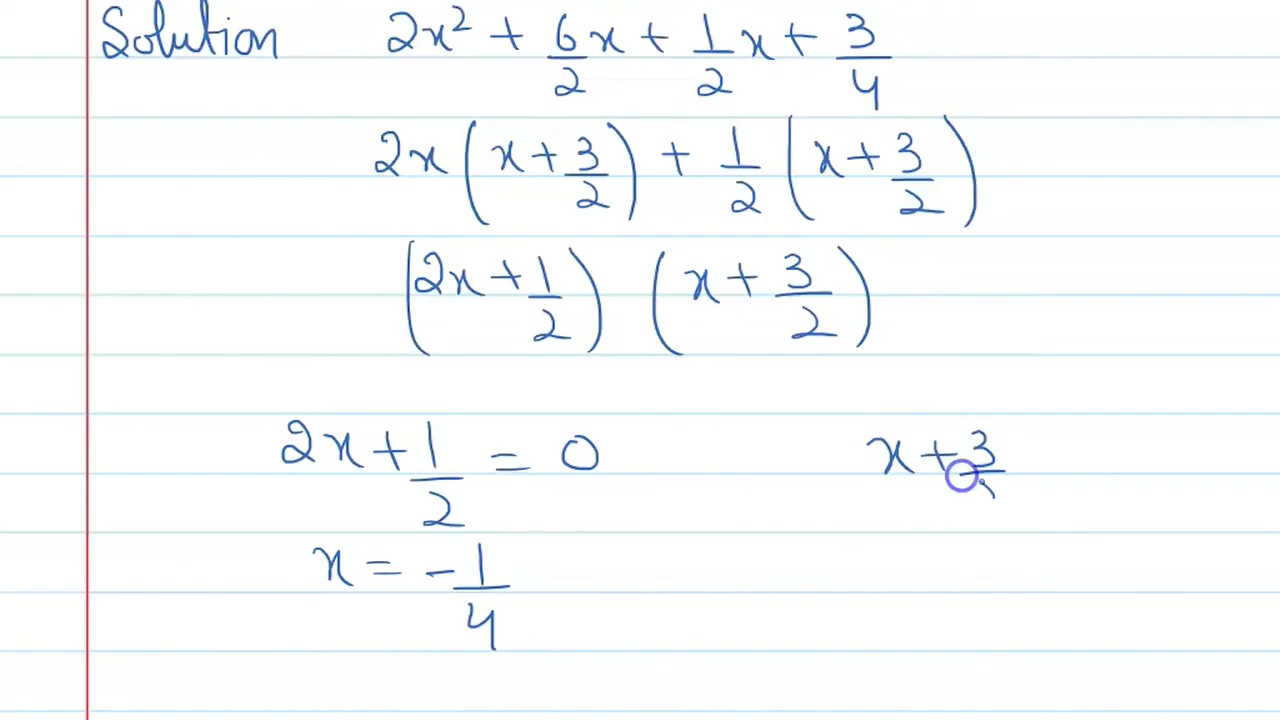 Solution 2x² + 6/2 x + 1/2 x + 3/4
2x (x + 3/2) + 1/2 (x + 3/2)
(2x + 1/2) (x + 3/2)
2x + 1/2 = 0 x + 3/
x = - 1/4